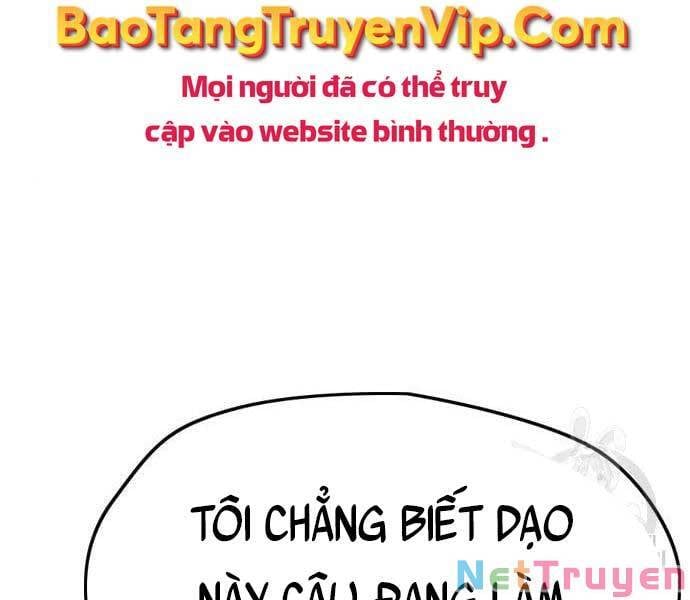 BaoTangTruyenVip.Com
Mọi người đã có thể truy
cập vào website bình thường.
TÔI CHẲNG BIẾT DẠO
NÀY CẬU ĐANG LÀM
NetTruyen